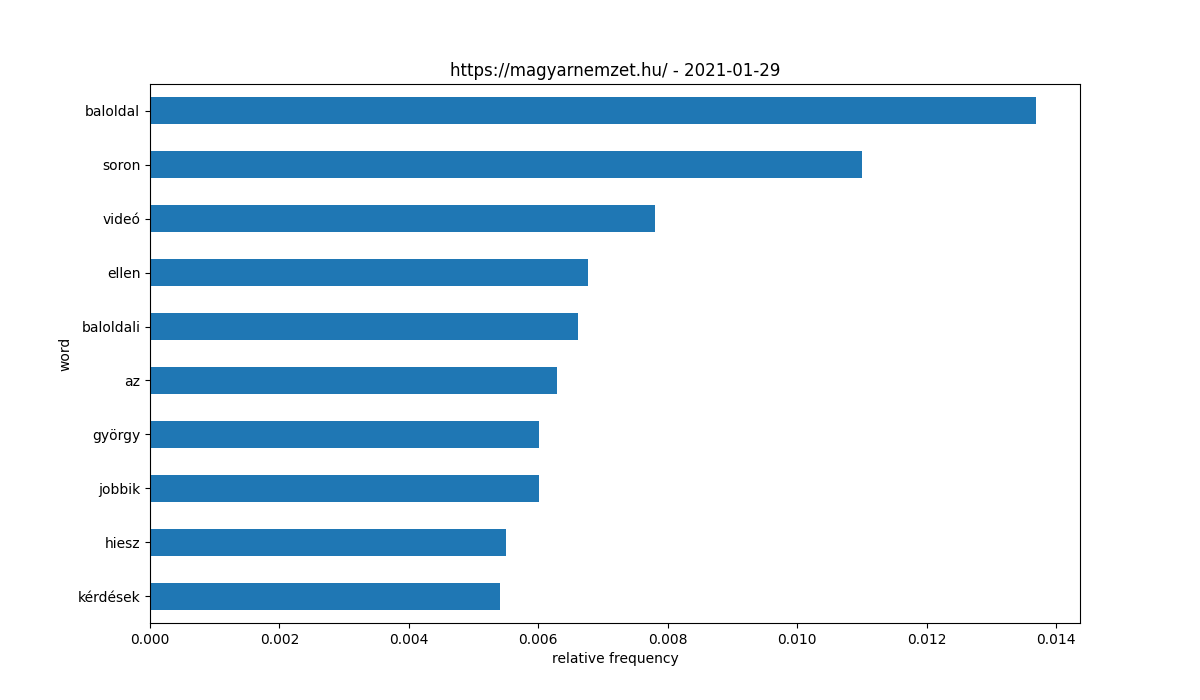 https://magyarnemzet.hu/ - 2021-01-29
baloldal
soron
videó
ellen
baloldali
az
györgy
jobbik
hiesz
kérdések
word
0.000 0.002 0.004 0.006 0.008 0.010 0.012 0.014
relative frequency